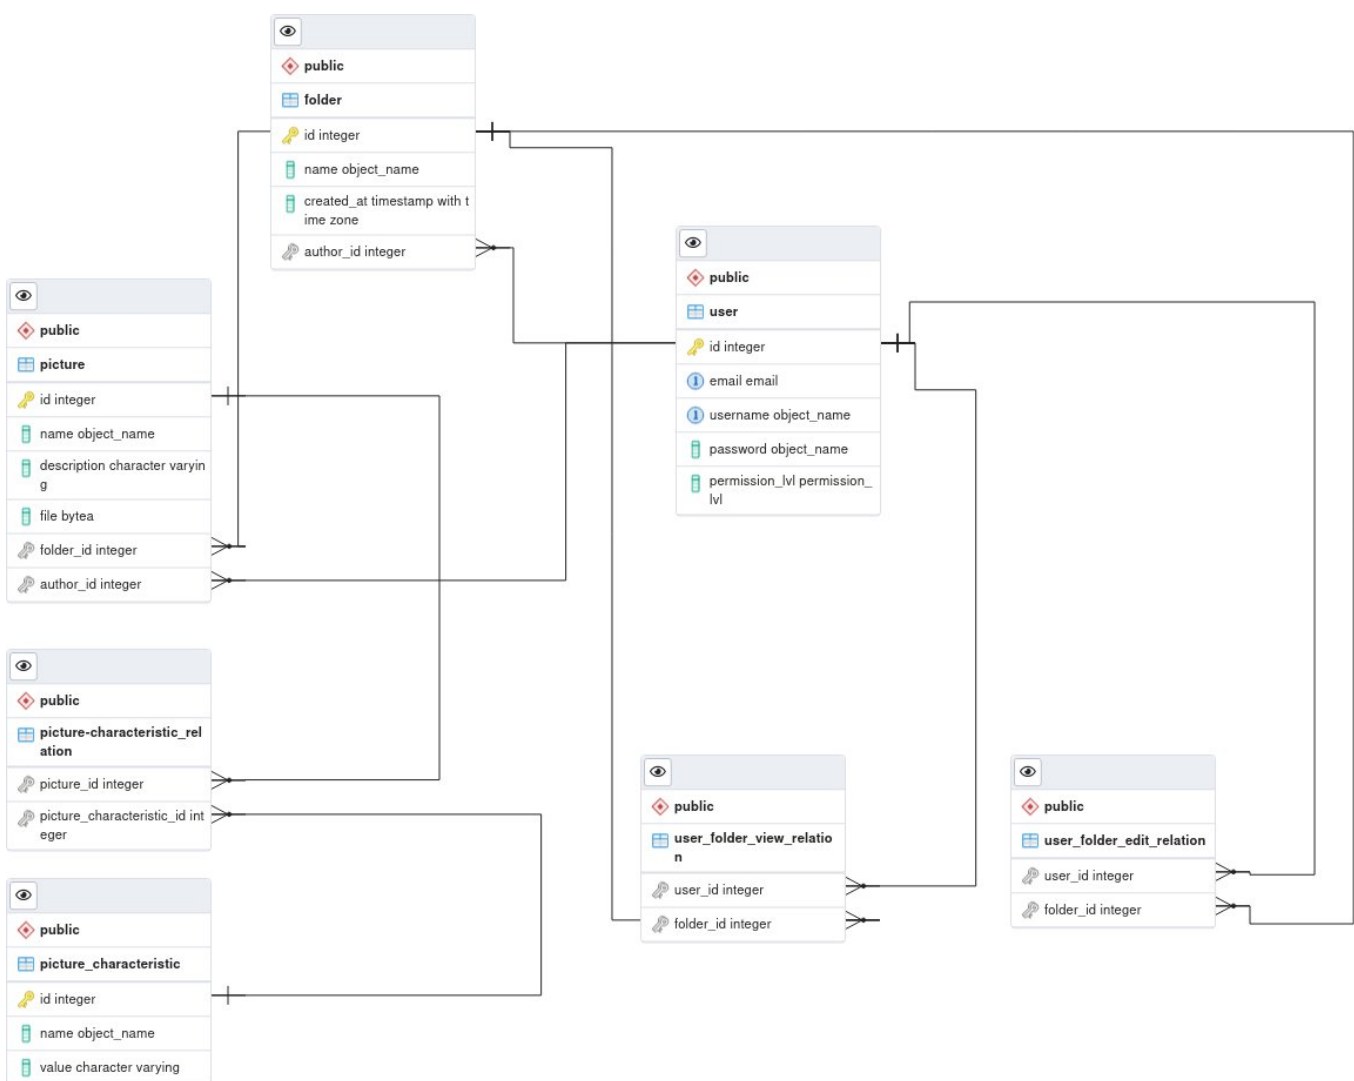 public
folder
id integer
name object_name
created_at timestamp with t
ime zone
author_id integer
public
user
id integer
email email
username object_name
password object_name
permission_lvl permission_
lvl
public
picture
id integer
name object_name
description character varyin
g
file bytea
folder_id integer
author_id integer
public
picture-characteristic_rel
ation
picture_id integer
picture_characteristic_id int
eger
public
user_folder_view_relatio
n
user_id integer
folder_id integer
public
user_folder_edit_relation
user_id integer
folder_id integer
public
picture_characteristic
id integer
name object_name
value character varying